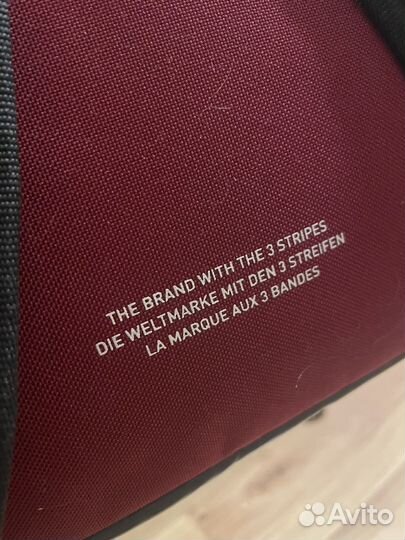 THE BRAND WITH THE 3 STRIPES
DIE WELTMARKE MIT DEN 3 STREIFEN
LA MARQUE AUX 3 BANDES
Avito